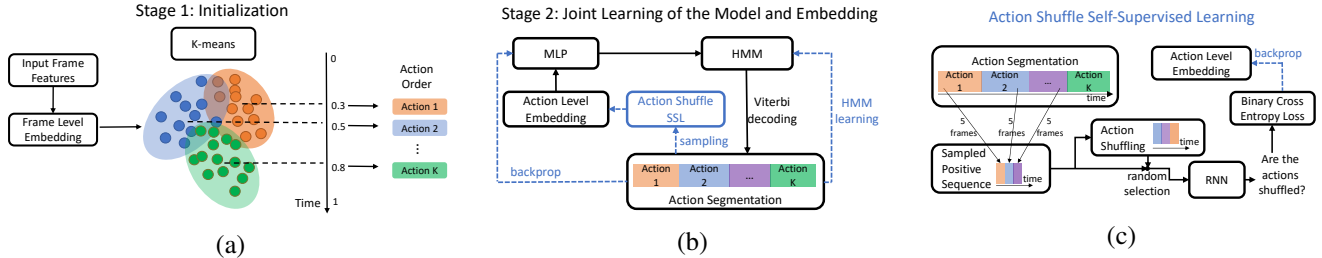 Stage 1: Initialization
K-means
Input Frame
Features
Frame Level
Embedding
0
0.3
0.5
0.8
1
Time
Action
Order
Action 1
Action 2
⋮
Action K
(a)
Stage 2: Joint Learning of the Model and Embedding
MLP
HMM
Action Level
Embedding
Action Shuffle
SSL
Viterbi
decoding
HMM
learning
sampling
backprop
Action
1
Action
2
...
Action
K
Action Segmentation
(b)
Action Shuffle Self-Supervised Learning
Action Segmentation
Action
1
Action
2
...
Action
K
time
5
frames
5
frames
5
frames
Sampled
Positive
Sequence
time
Action
Shuffling
time
random
selection
RNN
Are the
actions
shuffled?
Binary Cross
Entropy Loss
backprop
Action Level
Embedding
(c)